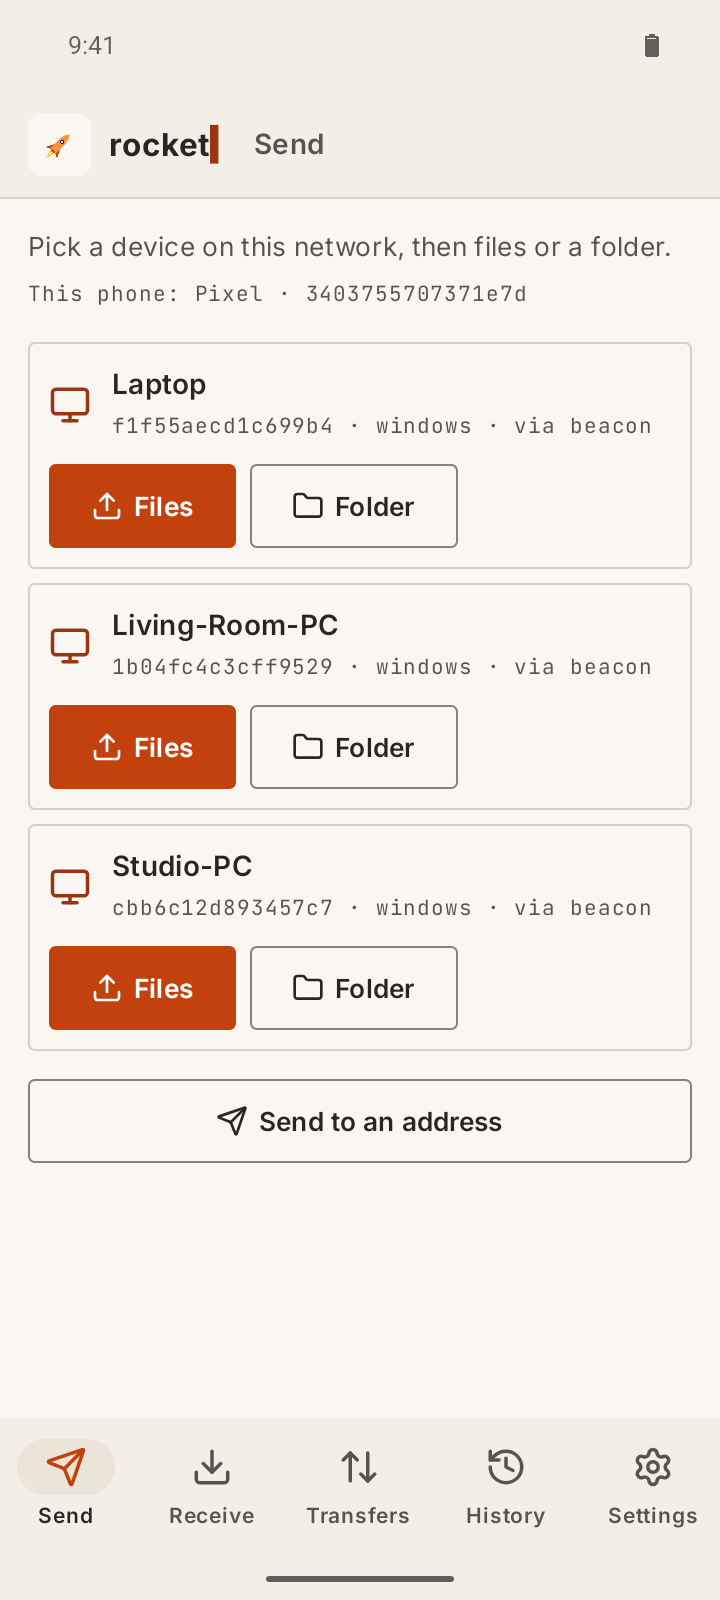 9:41
rocket Send
Pick a device on this network, then files or a folder.
This phone: Pixel · 3403755707371e7d
Laptop
f1f55aecd1c699b4 · windows · via beacon
Files Folder
Living-Room-PC
1b04fc4c3cff9529 · windows · via beacon
Files Folder
Studio-PC
cbb6c12d893457c7 · windows · via beacon
Files Folder
Send to an address
Send Receive Transfers History Settings